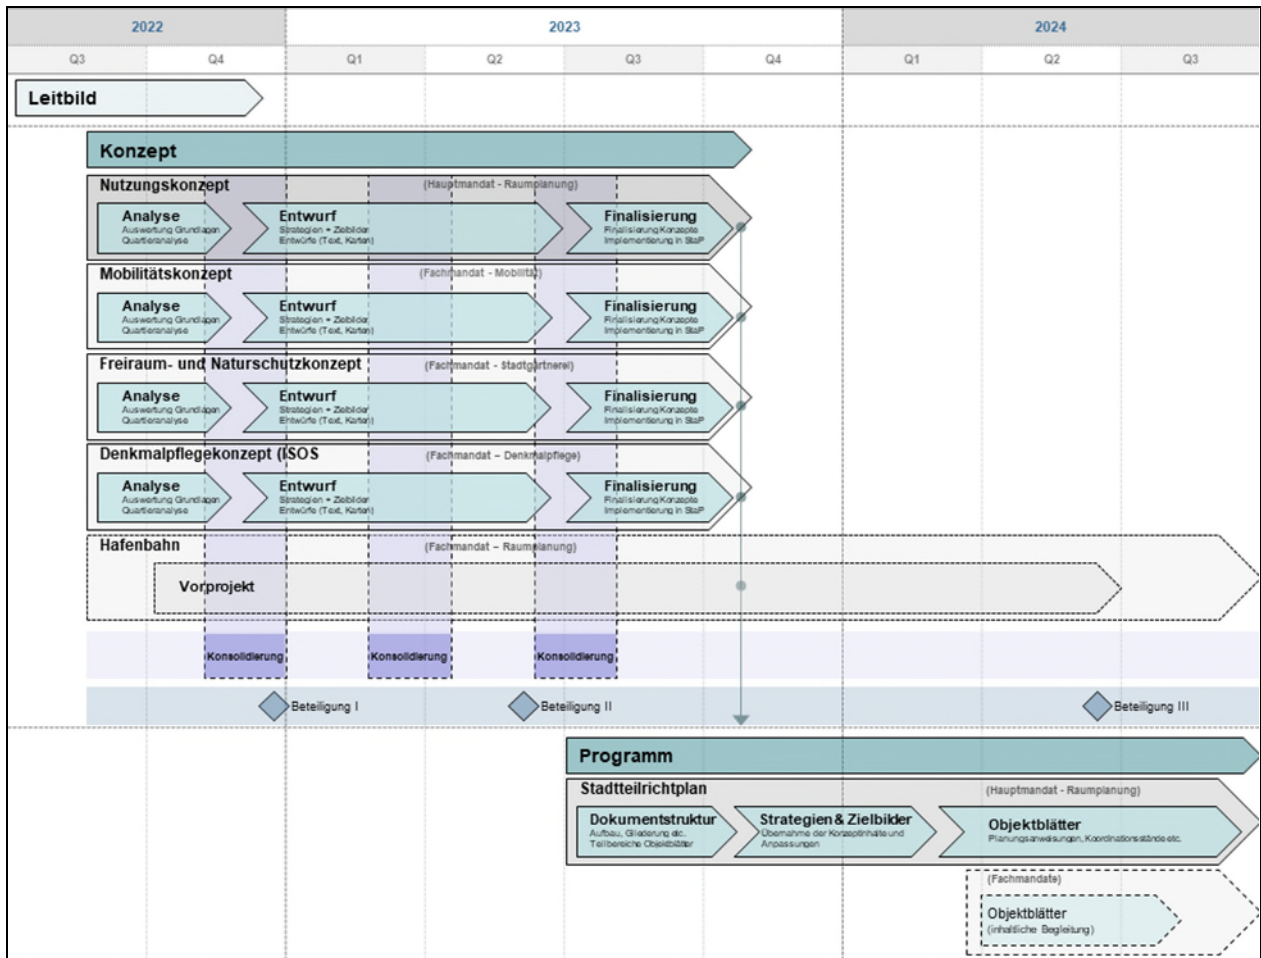 2022 2023 2024
Q3 Q4 Q1 Q2 Q3 Q4 Q1 Q2 Q3
Leitbild
Konzept
Nutzungskonzept (Hauptmandat - Raumplanung)
Analyse Entwurf Finalisierung
Auswertung Grundlagen Strategien + Zielbilder Finalisierung Konzepte
Quartieranalyse Entwürfe (Text, Karten) Implementierung in StaP
Mobilitätskonzept (Fachmandat - Mobilität)
Analyse Entwurf Finalisierung
Auswertung Grundlagen Strategien + Zielbilder Finalisierung Konzepte
Quartieranalyse Entwürfe (Text, Karten) Implementierung in StaP
Freiraum- und Naturschutzkonzept (Fachmandat - Stadtgärtnerei)
Analyse Entwurf Finalisierung
Auswertung Grundlagen Strategien + Zielbilder Finalisierung Konzepte
Quartieranalyse Entwürfe (Text, Karten) Implementierung in StaP
Denkmalpflegekonzept (ISOS (Fachmandat – Denkmalpflege)
Analyse Entwurf Finalisierung
Auswertung Grundlagen Strategien + Zielbilder Finalisierung Konzepte
Quartieranalyse Entwürfe (Text, Karten) Implementierung in StaP
Hafenbahn (Fachmandat – Raumplanung)
Vorprojekt
Konsolidierung Konsolidierung Konsolidierung
Beteiligung I Beteiligung II Beteiligung III
Programm
Stadtteilrichtplan (Hauptmandat - Raumplanung)
Dokumentstruktur Strategien & Zielbilder Objektblätter
Aufbau, Gliederung etc. Übernahme der Konzeptinhalte und Planungsanweisungen, Koordinationsstände etc.
Teilbereiche Objektblätter Anpassungen
(Fachmandate)
Objektblätter
(inhaltliche Begleitung)